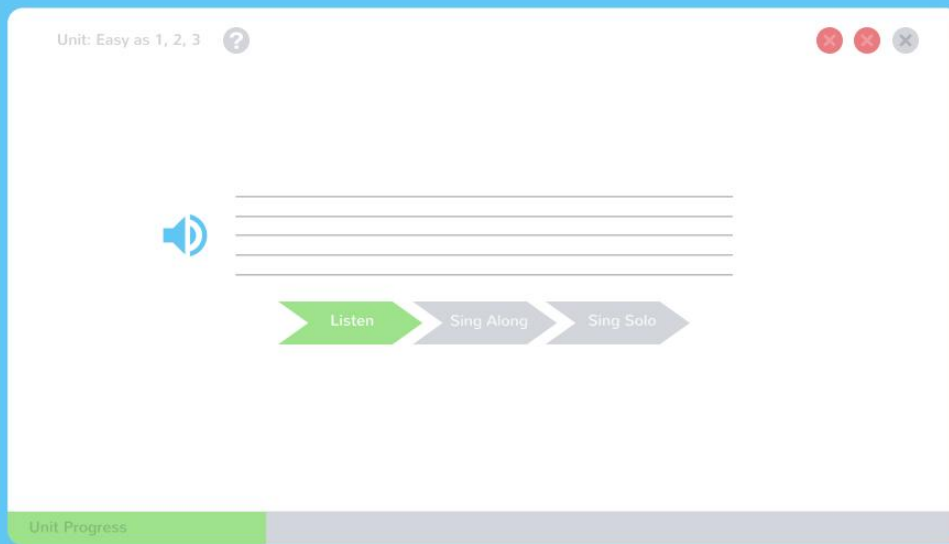 Unit: Easy as 1, 2, 3 ?
Listen Sing Along Sing Solo
Unit Progress